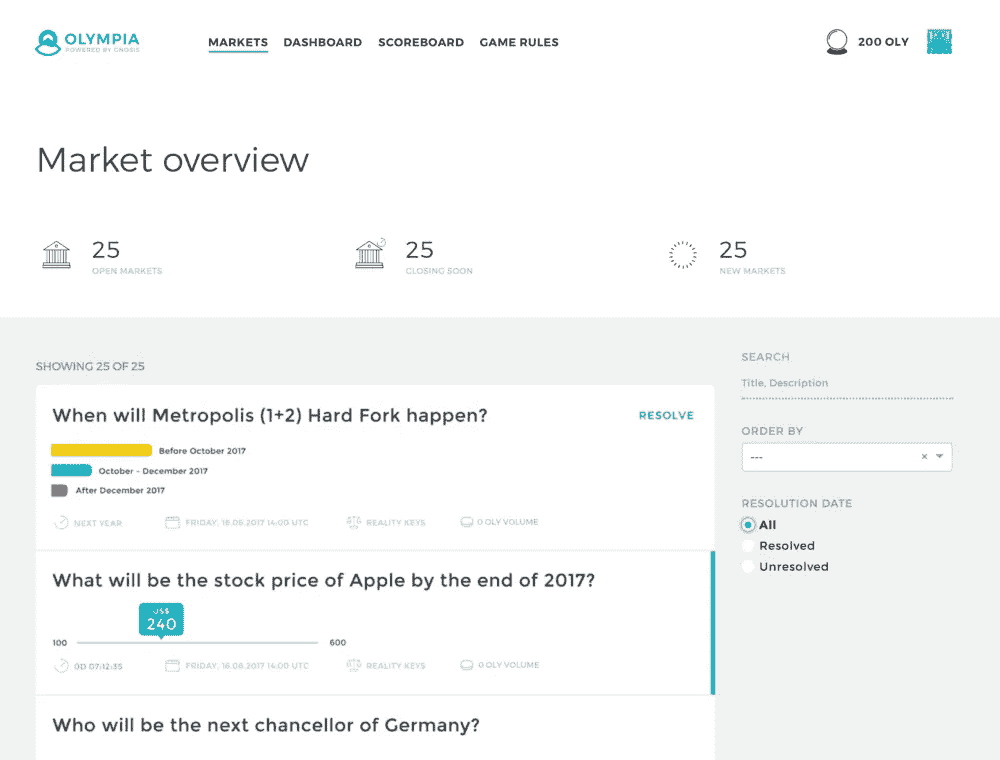 OLYMPIA
POWERED BY GNOSIS
MARKETS DASHBOARD SCOREBOARD GAME RULES
200 OLY
Market overview
25
OPEN MARKETS
25
CLOSING SOON
25
NEW MARKETS
SHOWING 25 OF 25
When will Metropolis (1+2) Hard Fork happen?
RESOLVE
Before October 2017
October - December 2017
After December 2017
NEXT YEAR FRIDAY, 18.08.2017 14:00 UTC REALITY KEYS 0 OLY VOLUME
What will be the stock price of Apple by the end of 2017?
US$
240
100 600
0D 07:12:35 FRIDAY, 18.08.2017 14:00 UTC REALITY KEYS 0 OLY VOLUME
Who will be the next chancellor of Germany?
SEARCH
Title, Description
ORDER BY
--- ×
RESOLUTION DATE
All
Resolved
Unresolved